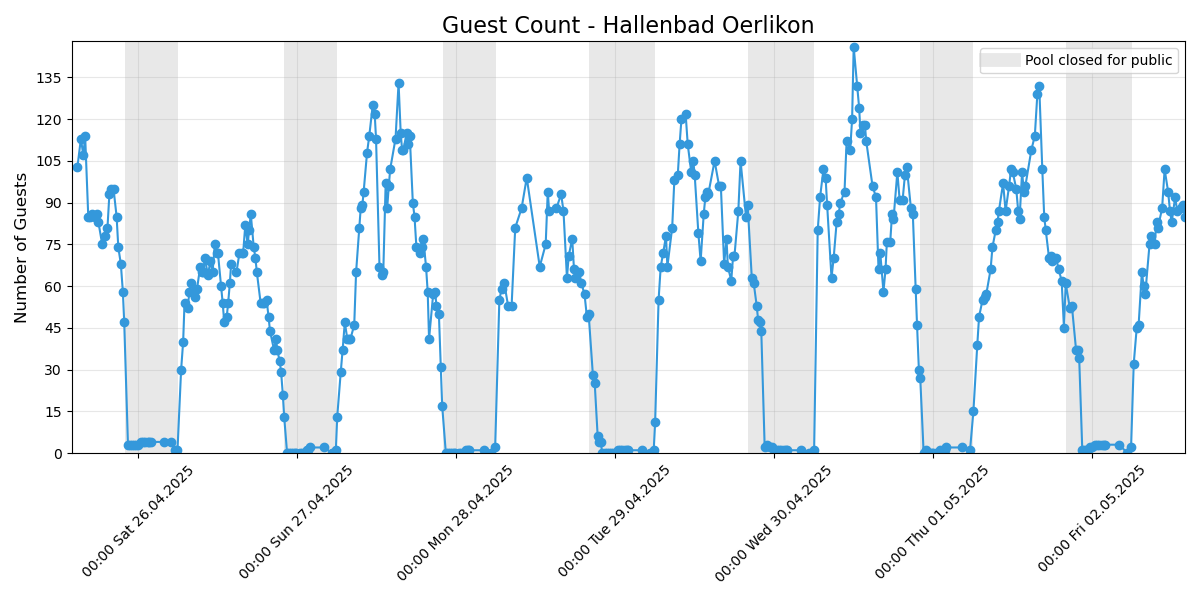 Guest Count - Hallenbad Oerlikon
Pool closed for public
Number of Guests
135
120
105
90
75
60
45
30
15
0
00:00 Sat 26.04.2025
00:00 Sun 27.04.2025
00:00 Mon 28.04.2025
00:00 Tue 29.04.2025
00:00 Wed 30.04.2025
00:00 Thu 01.05.2025
00:00 Fri 02.05.2025